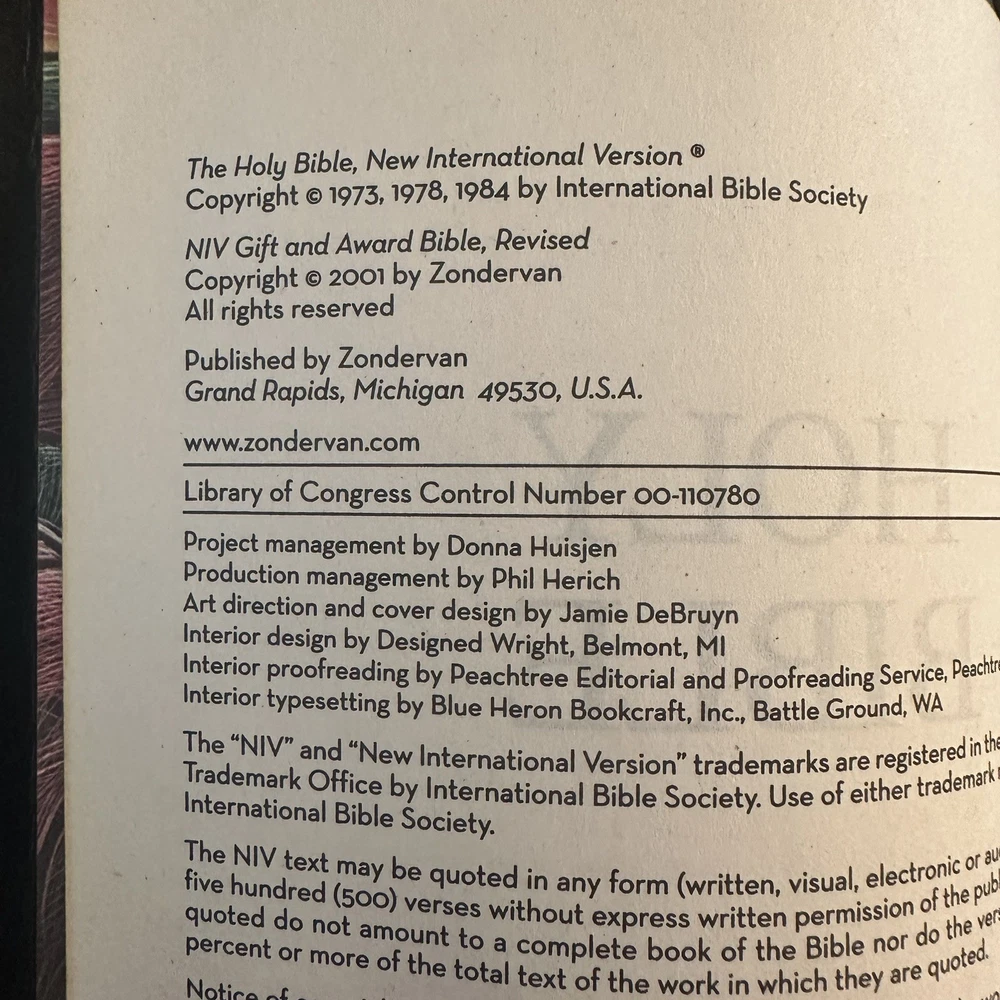 The Holy Bible, New International Version ®
Copyright © 1973, 1978, 1984 by International Bible Society
NIV Gift and Award Bible, Revised
Copyright © 2001 by Zondervan
All rights reserved
Published by Zondervan
Grand Rapids, Michigan 49530, U.S.A.
www.zondervan.com
Library of Congress Control Number 00-110780
Project management by Donna Huisjen
Production management by Phil Herich
Art direction and cover design by Jamie DeBruyn
Interior design by Designed Wright, Belmont, MI
Interior proofreading by Peachtree Editorial and Proofreading Service,
Interior typesetting by Blue Heron Bookcraft, Inc., Battle Ground, WA
The “NIV” and “New International Version” trademarks are registered in the
Trademark Office by International Bible Society. Use of either trademark
International Bible Society.
The NIV text may be quoted in any form (written, visual, electronic or
five hundred (500) verses without express written permission of the
quoted do not amount to a complete book of the Bible nor do the
percent or more of the total text of the work in which they are quoted.
Notice of